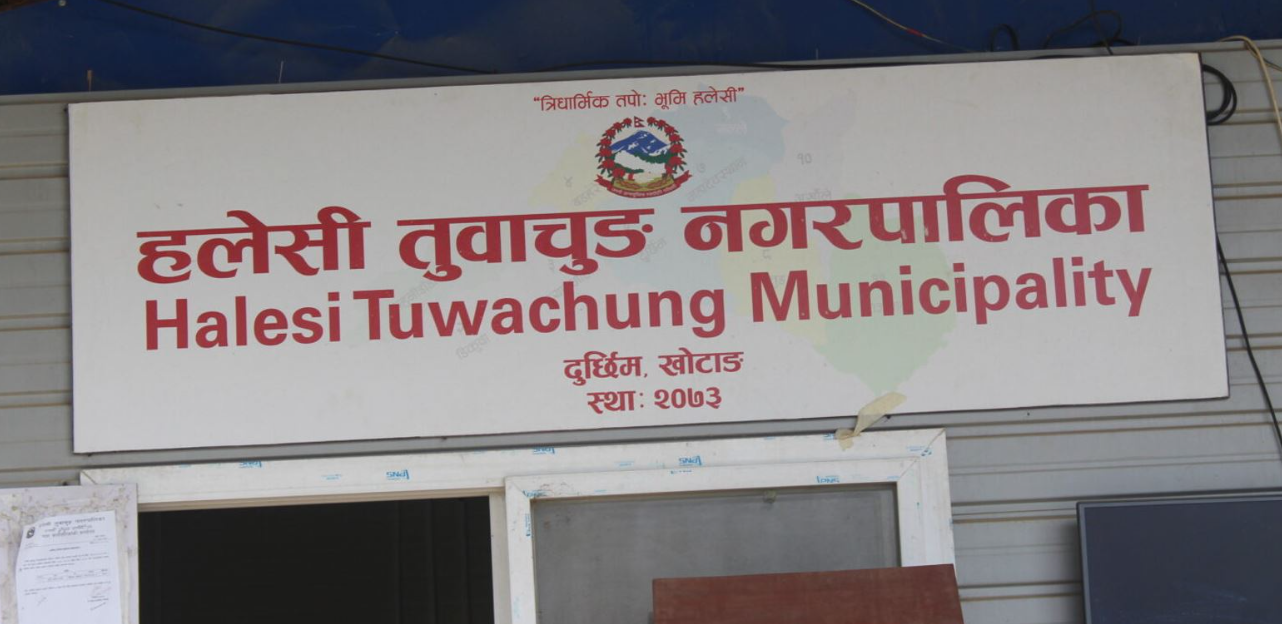 “त्रिधार्मिक तपो: भूमि हलेसी”
हलेसी तुवाचुङ नगरपालिका
Halesi Tuwachung Municipality
दुर्छिम, खोटाङ
स्था: २०७३